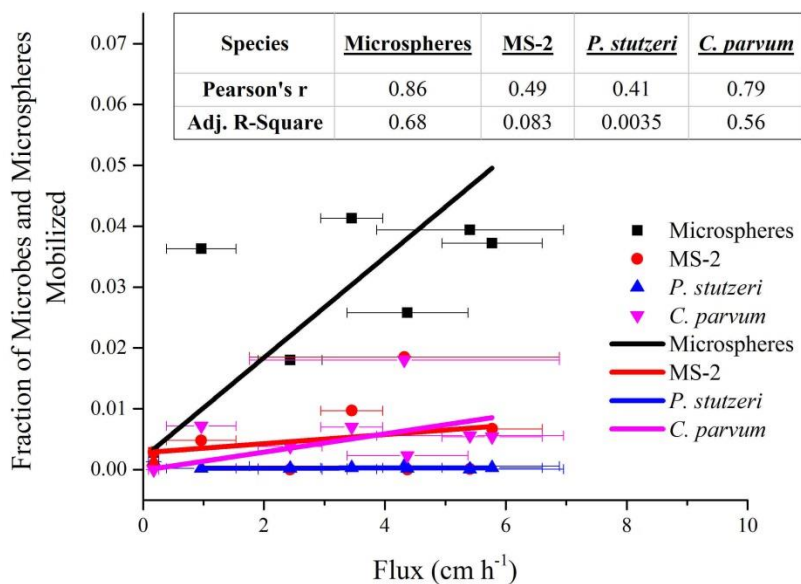 Species Microspheres MS-2 P. stutzeri C. parvum
Pearson's r 0.86 0.49 0.41 0.79
Adj. R-Square 0.68 0.083 0.0035 0.56
Fraction of Microbes and Microspheres
Mobilized
0.07
0.06
0.05
0.04
0.03
0.02
0.01
0.00
Microspheres
MS-2
P. stutzeri
C. parvum
Microspheres
MS-2
P. stutzeri
C. parvum
0 2 4 6 8 10
Flux (cm h⁻¹)